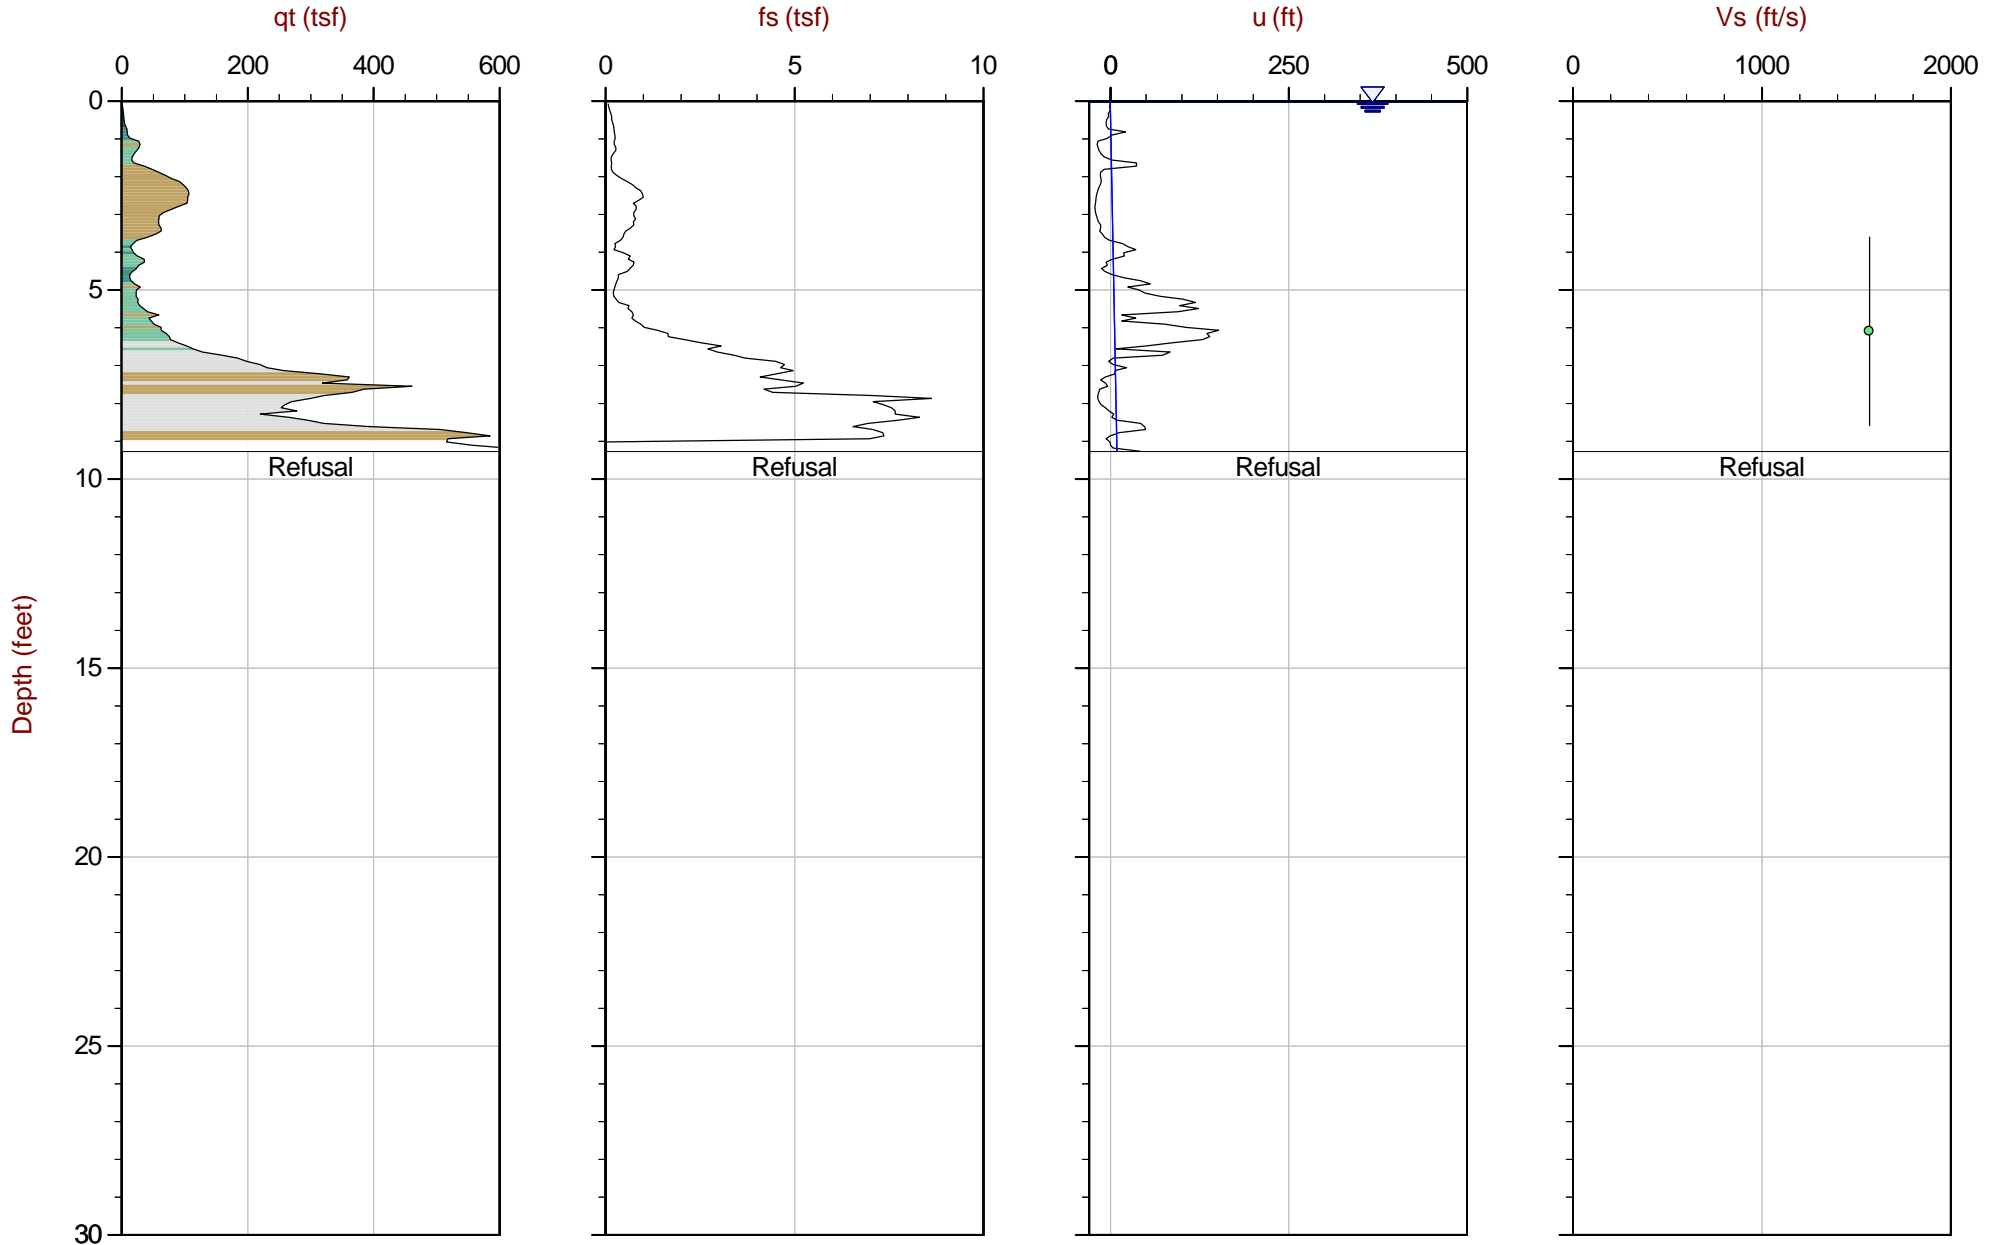 qt (tsf) fs (tsf) u (ft) Vs (ft/s)
0 200 400 600 0 5 10 0 250 500 0 1000 2000
0
5
Refusal Refusal Refusal Refusal
10
15
20
25
30
Depth (feet)